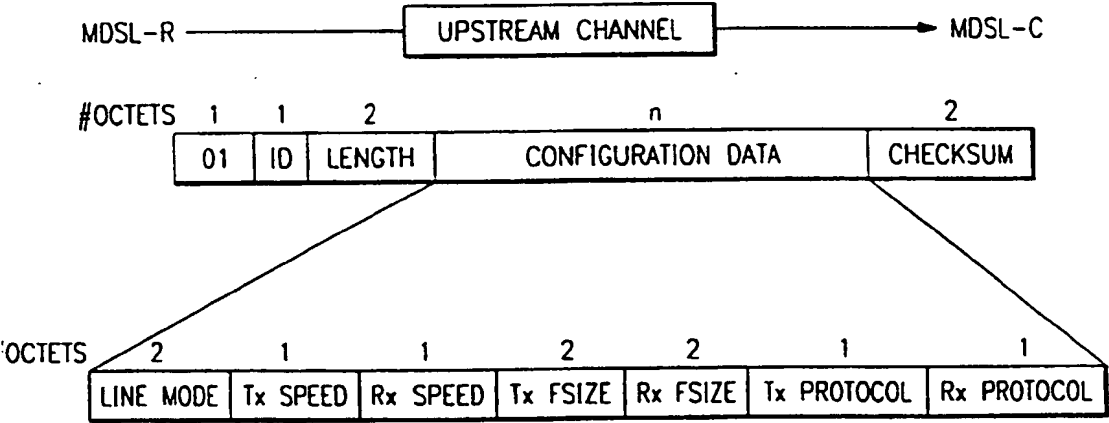 MDSL-R UPSTREAM CHANNEL MDSL-C
#OCTETS 1 1 2 n 2
01 ID LENGTH CONFIGURATION DATA CHECKSUM
OCTETS 2 1 1 2 2 1 1
LINE MODE Tx SPEED Rx SPEED Tx FSIZE Rx FSIZE Tx PROTOCOL Rx PROTOCOL